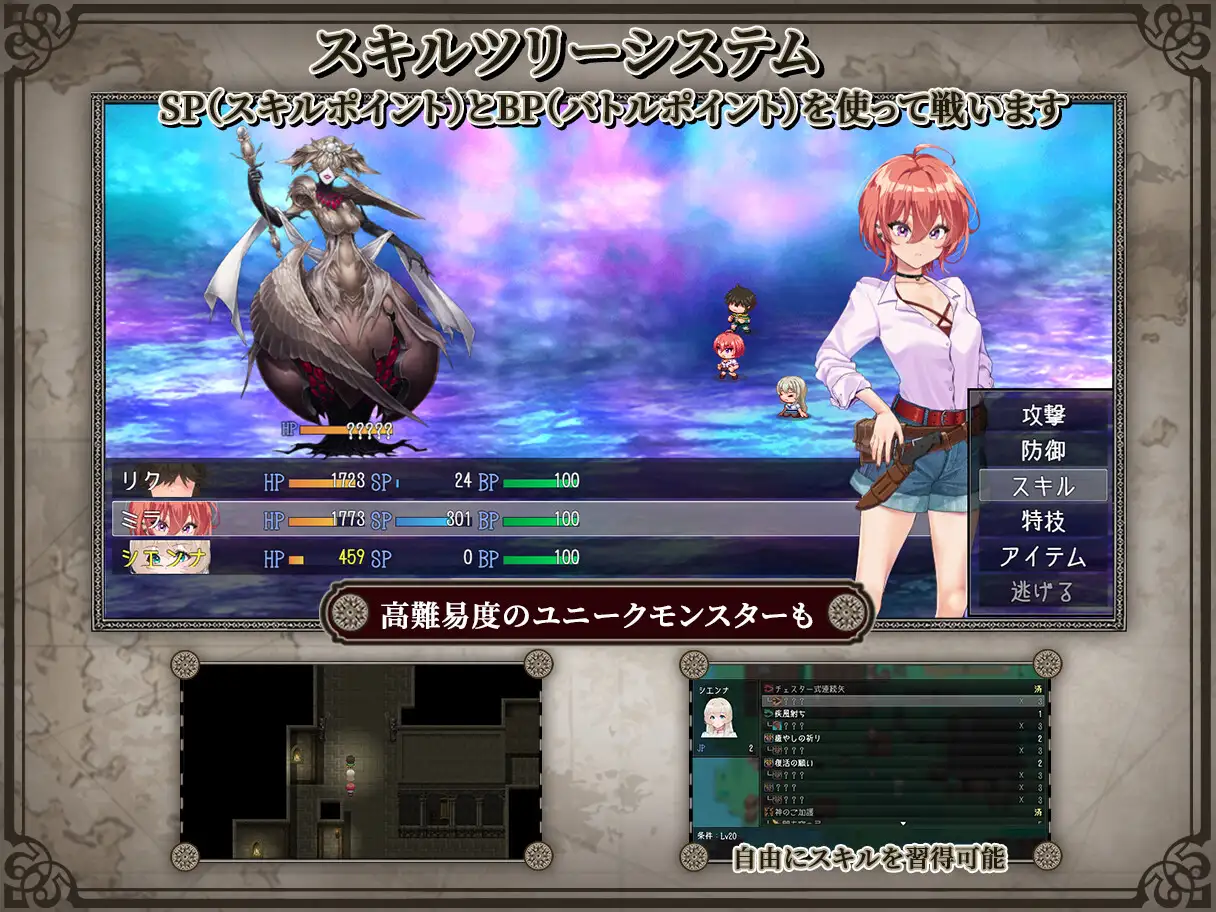 スキルツリーシステム
SP(スキルポイント)とBP(バトルポイント)を使って戦います
HP ?????
攻撃
防御
スキル
特技
アイテム
逃げる
リク HP 1723 SP 24 BP 100
ミラ HP 1773 SP 301 BP 100
シエンナ HP 459 SP 0 BP 100
高難易度のユニークモンスターも
シエンナ
JP 2
チェスター式連続矢 済
└ ??? x 3
疾風射ち 1
└ ??? x 3
癒やしの祈り 2
└ ??? x 3
復活の願い 2
└ ??? x 3
??? x 3
└ ??? x 3
神のご加護 済
条件:Lv20
自由にスキルを習得可能